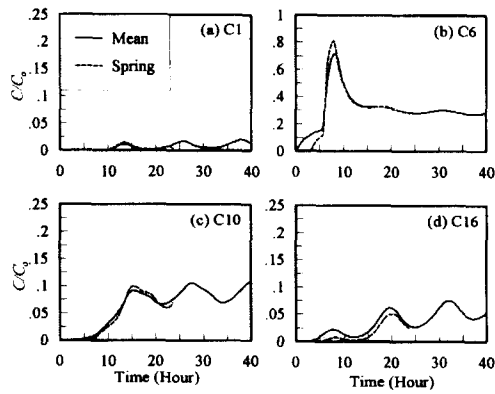 .25
.2
.15
.1
.05
0
C/C₀
Mean
Spring
(a) C1
0 10 20 30 40
1
.8
.6
.4
.2
0
(b) C6
0 10 20 30 40
.25
.2
.15
.1
.05
0
C/C₀
(c) C10
0 10 20 30 40
Time (Hour)
.25
.2
.15
.1
.05
0
(d) C16
0 10 20 30 40
Time (Hour)